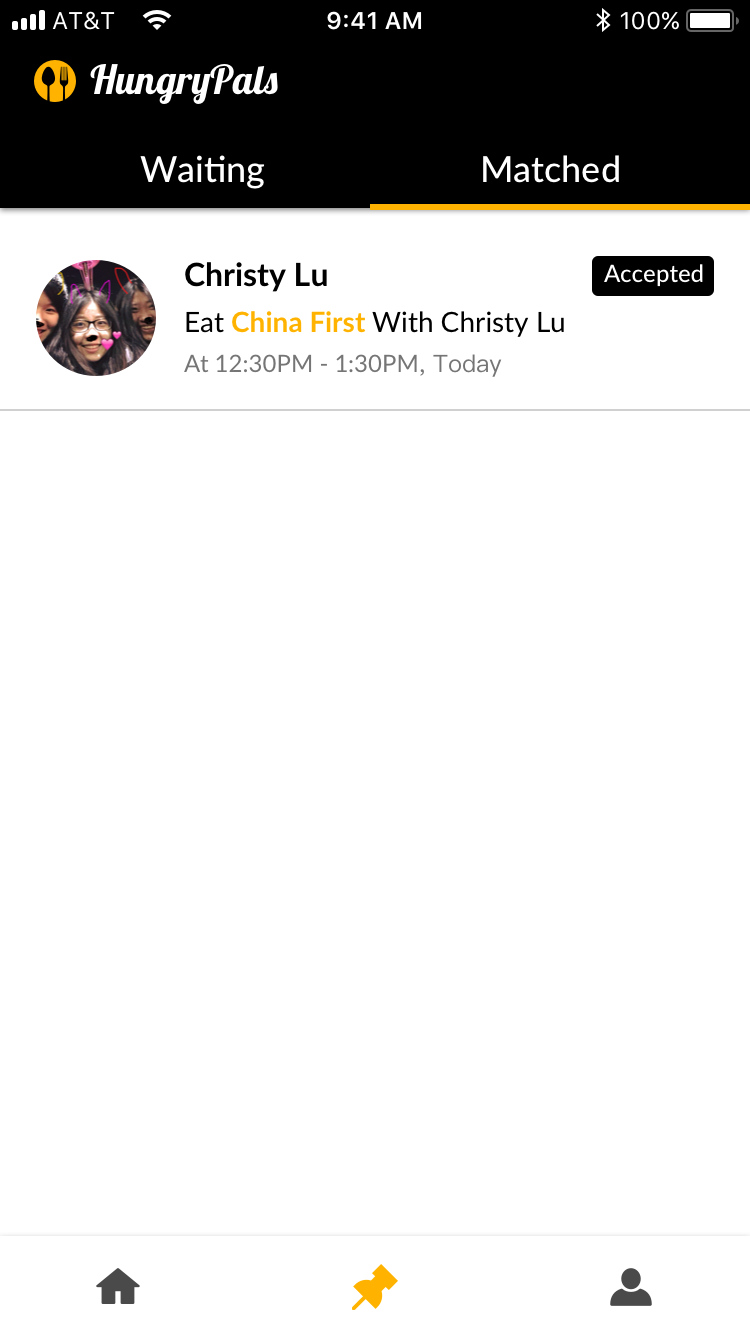 AT&T 9:41 AM 100%
HungryPals
Waiting Matched
Christy Lu Accepted
Eat China First With Christy Lu
At 12:30PM - 1:30PM, Today